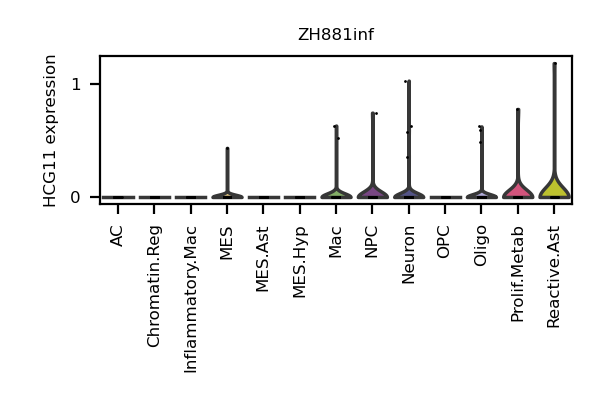 ZH881inf
HCG11 expression
1
0
AC
Chromatin.Reg
Inflammatory.Mac
MES
MES.Ast
MES.Hyp
Mac
NPC
Neuron
OPC
Oligo
Prolif.Metab
Reactive.Ast